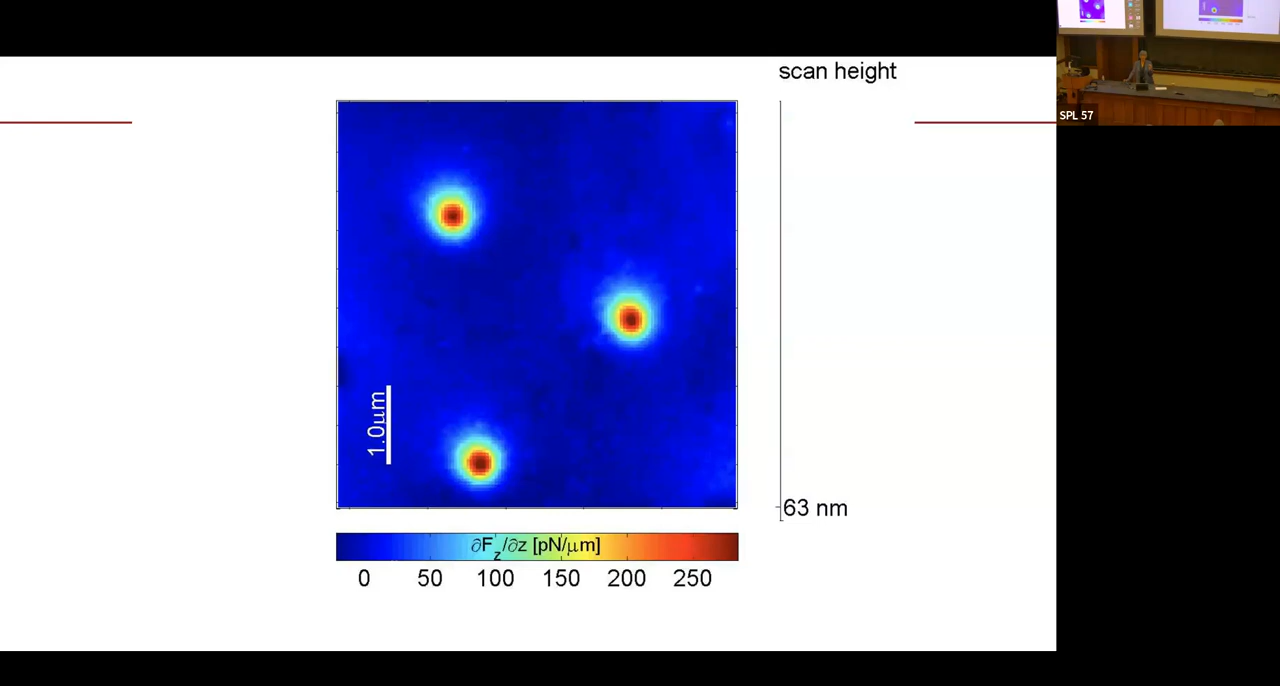 scan height
SPL 57
1.0μm
63 nm
∂Fz/∂z [pN/μm]
0 50 100 150 200 250